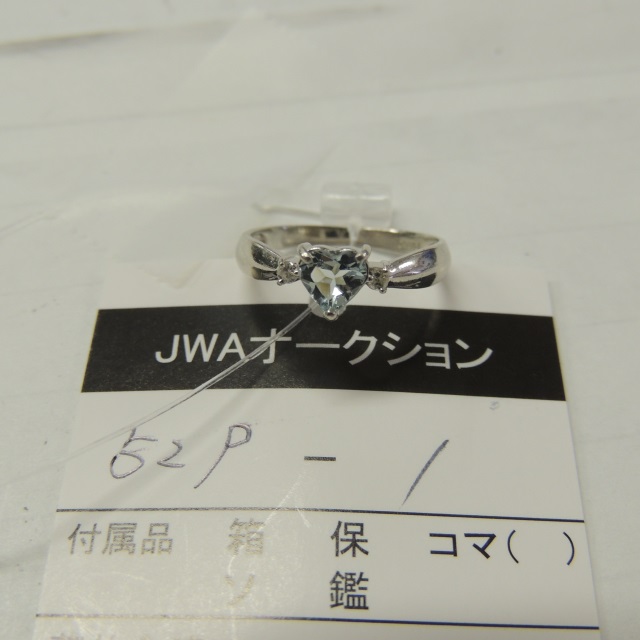 JWAオークション
52P - 1
付属品 箱 保 コマ( )
ソ 鑑